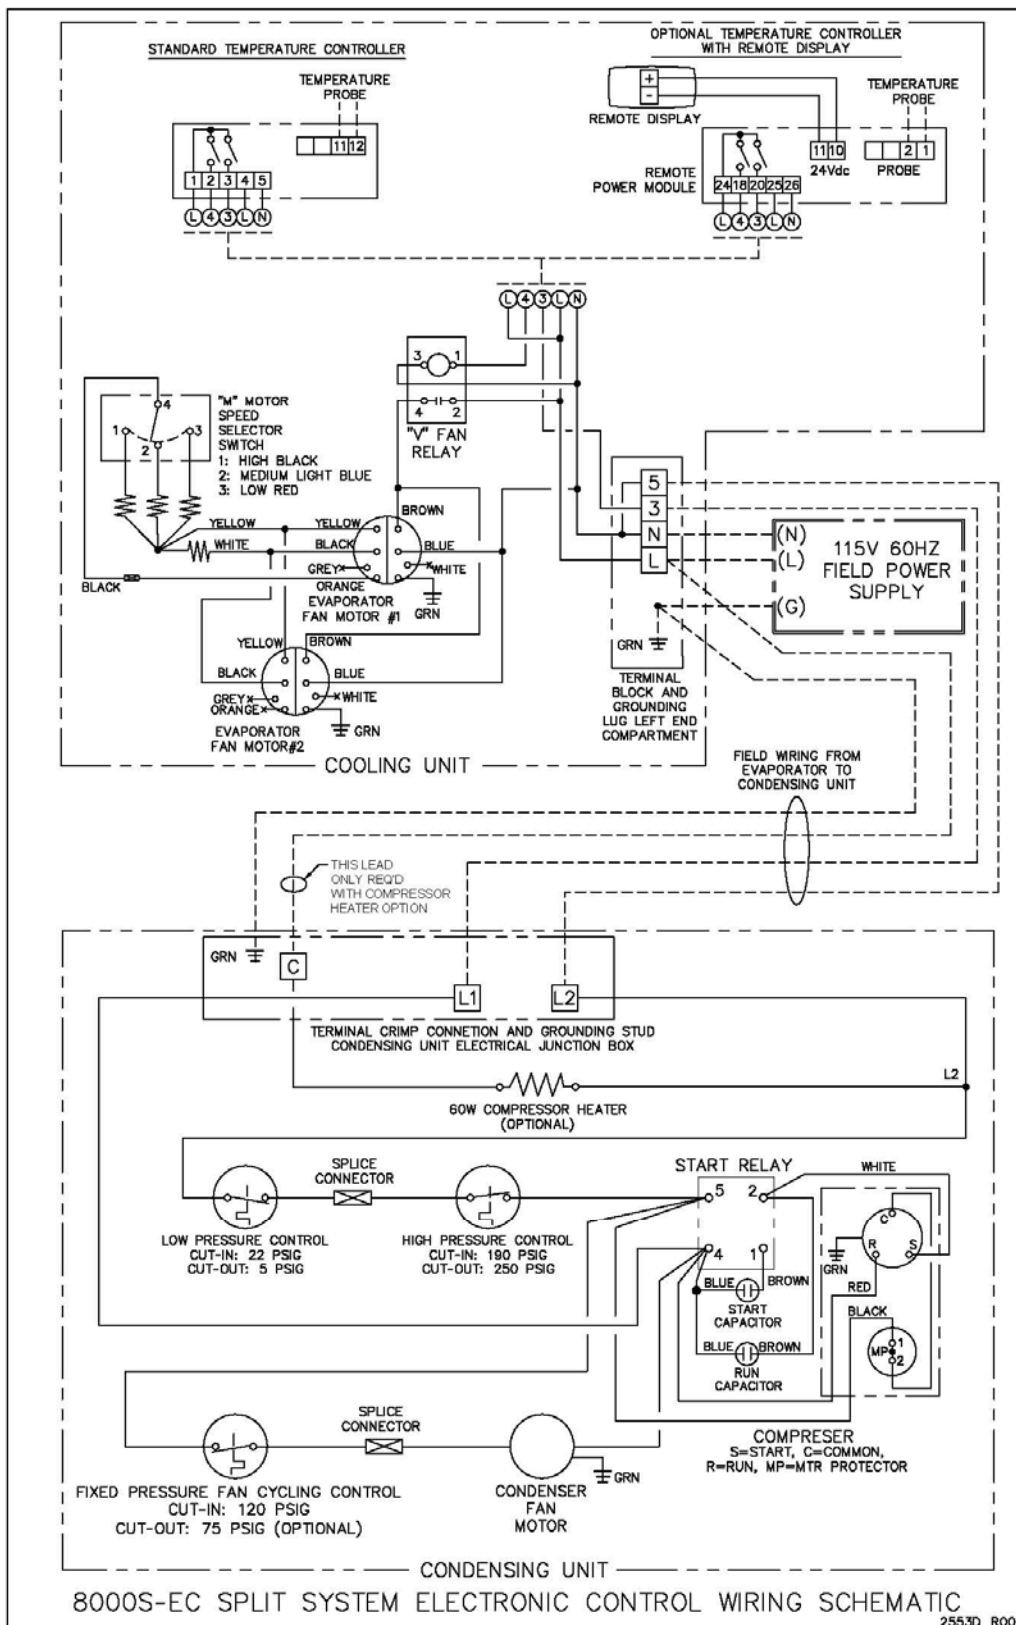 STANDARD TEMPERATURE CONTROLLER
OPTIONAL TEMPERATURE CONTROLLER
WITH REMOTE DISPLAY
TEMPERATURE
PROBE
11 12
1 2 3 4 5
L 4 3 L N
+
-
REMOTE DISPLAY
TEMPERATURE
PROBE
REMOTE
POWER MODULE
11 10
24Vdc
2 1
PROBE
24 18 20 25 26
L 4 3 L N
L 4 3 L N
3 1
4 2
"V" FAN
RELAY
4
1 3
2
"M" MOTOR
SPEED
SELECTOR
SWITCH
1: HIGH BLACK
2: MEDIUM LIGHT BLUE
3: LOW RED
YELLOW YELLOW
BROWN
WHITE BLACK BLUE
GREY WHITE
BLACK ORANGE
EVAPORATOR
FAN MOTOR #1
GRN
YELLOW BROWN
BLACK BLUE
GREY WHITE
ORANGE
GRN
EVAPORATOR
FAN MOTOR#2
5
3
N
L
GRN
TERMINAL
BLOCK AND
GROUNDING
LUG LEFT END
COMPARTMENT
(N)
(L)
(G)
115V 60HZ
FIELD POWER
SUPPLY
COOLING UNIT
FIELD WIRING FROM
EVAPORATOR TO
CONDENSING UNIT
THIS LEAD
ONLY REQ'D
WITH COMPRESSOR
HEATER OPTION
GRN
C
L1
L2
TERMINAL CRIMP CONNETION AND GROUNDING STUD
CONDENSING UNIT ELECTRICAL JUNCTION BOX
L2
60W COMPRESSOR HEATER
(OPTIONAL)
SPLICE
CONNECTOR
LOW PRESSURE CONTROL
CUT-IN: 22 PSIG
CUT-OUT: 5 PSIG
HIGH PRESSURE CONTROL
CUT-IN: 190 PSIG
CUT-OUT: 250 PSIG
START RELAY
5 2
4 1
WHITE
C
R S
GRN
RED
BLUE BROWN
START
CAPACITOR
BLACK
BLUE BROWN
RUN
CAPACITOR
1
MP
2
COMPRESER
S=START, C=COMMON,
R=RUN, MP=MTR PROTECTOR
SPLICE
CONNECTOR
FIXED PRESSURE FAN CYCLING CONTROL
CUT-IN: 120 PSIG
CUT-OUT: 75 PSIG (OPTIONAL)
CONDENSER
FAN
MOTOR
GRN
CONDENSING UNIT
8000S-EC SPLIT SYSTEM ELECTRONIC CONTROL WIRING SCHEMATIC
2553D_R00